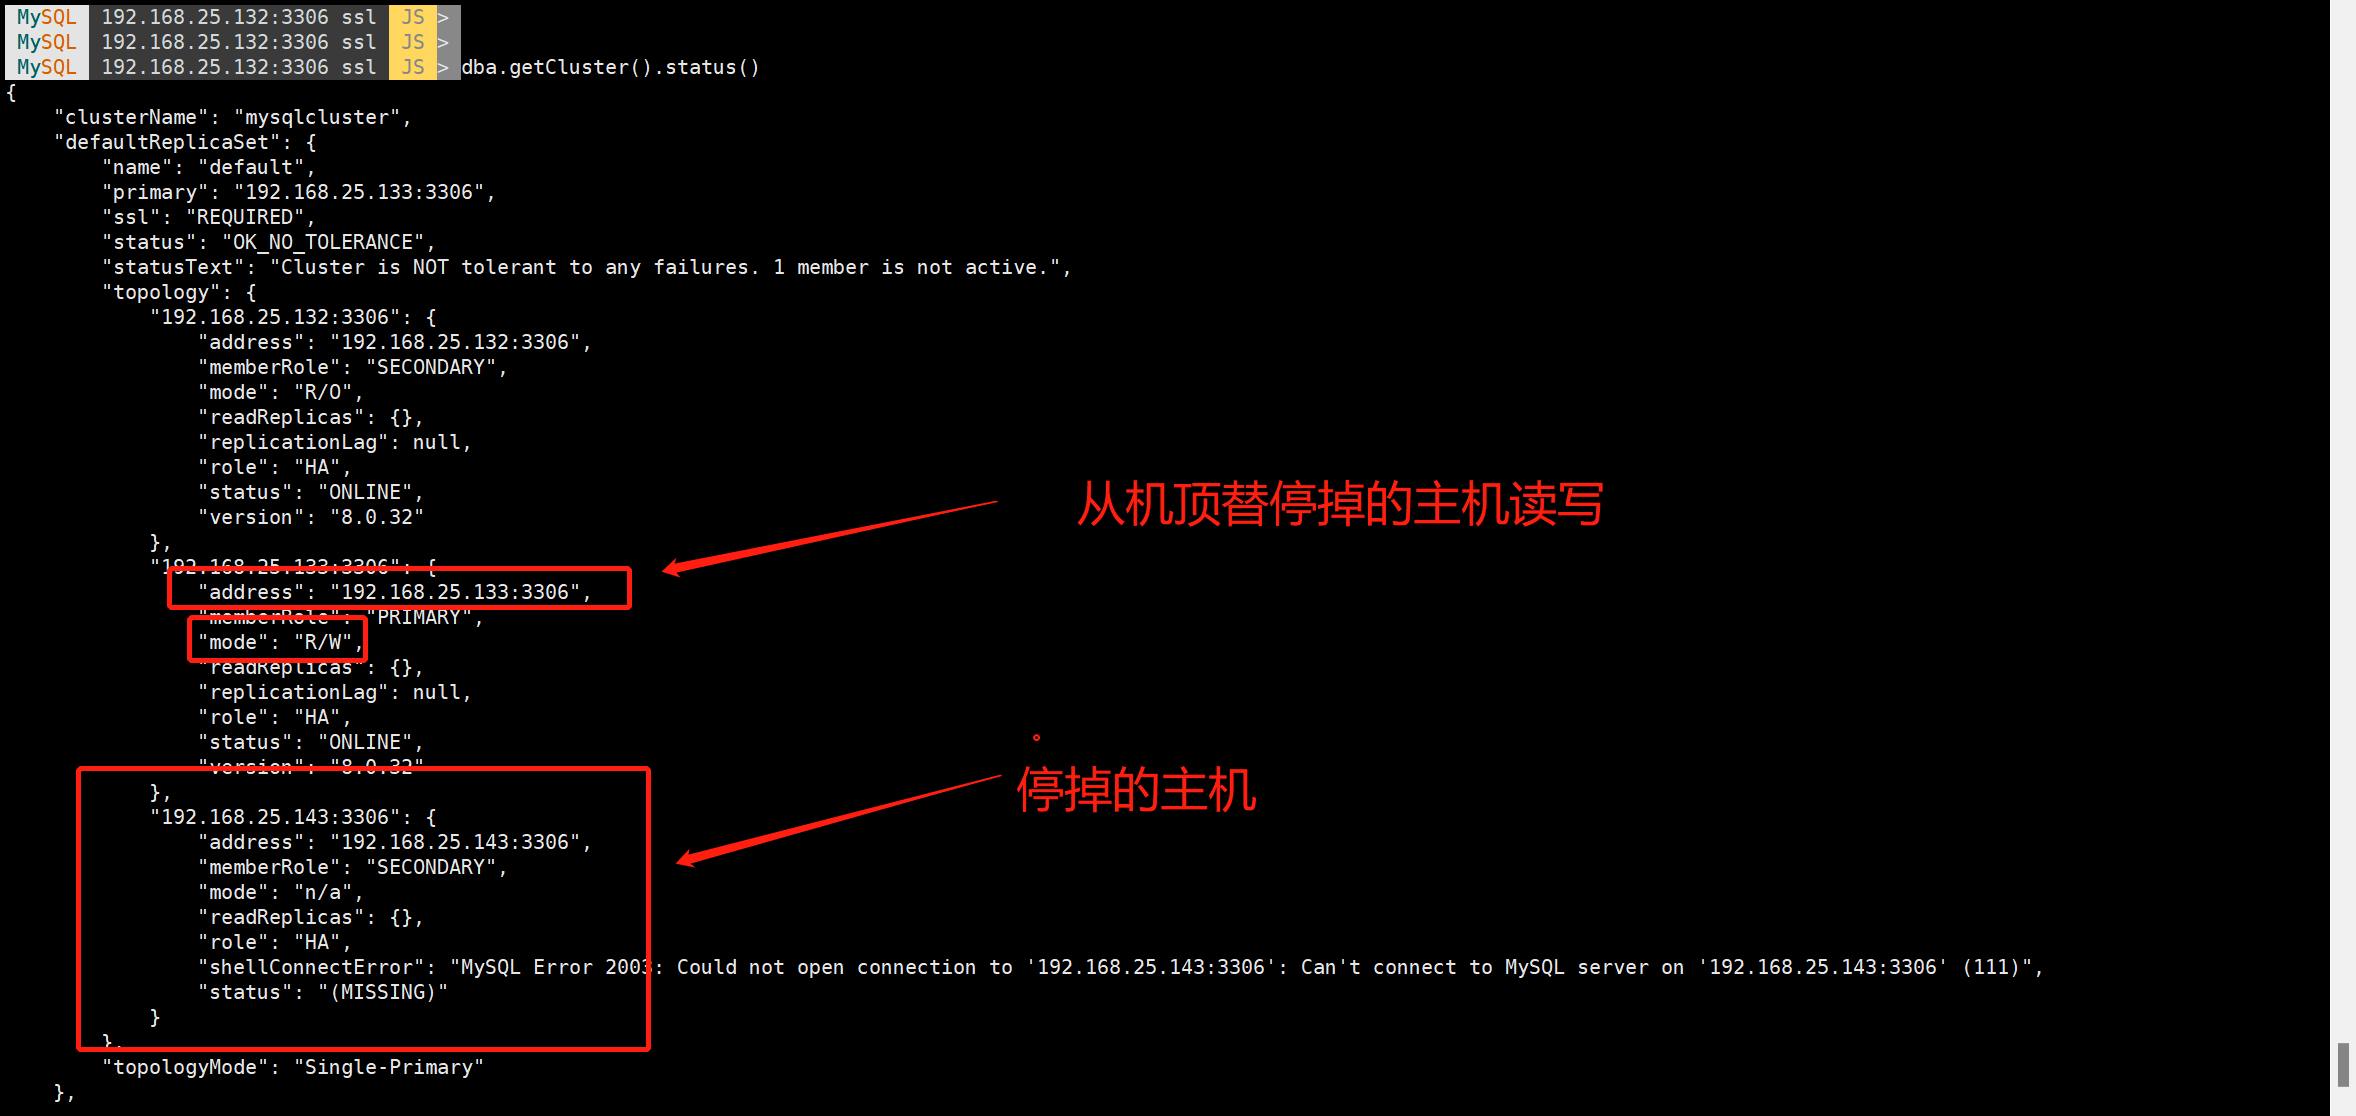 MySQL 192.168.25.132:3306 ssl JS >
MySQL 192.168.25.132:3306 ssl JS >
MySQL 192.168.25.132:3306 ssl JS > dba.getCluster().status()
{
    "clusterName": "mysqlcluster",
    "defaultReplicaSet": {
        "name": "default",
        "primary": "192.168.25.133:3306",
        "ssl": "REQUIRED",
        "status": "OK_NO_TOLERANCE",
        "statusText": "Cluster is NOT tolerant to any failures. 1 member is not active.",
        "topology": {
            "192.168.25.132:3306": {
                "address": "192.168.25.132:3306",
                "memberRole": "SECONDARY",
                "mode": "R/O",
                "readReplicas": {},
                "replicationLag": null,
                "role": "HA",
                "status": "ONLINE",
                "version": "8.0.32"
            },
从机顶替停掉的主机读写
            "192.168.25.133:3306": {
                "address": "192.168.25.133:3306",
                "memberRole": "PRIMARY",
                "mode": "R/W",
                "readReplicas": {},
                "replicationLag": null,
                "role": "HA",
                "status": "ONLINE",
                "version": "8.0.32"
            },
停掉的主机
            "192.168.25.143:3306": {
                "address": "192.168.25.143:3306",
                "memberRole": "SECONDARY",
                "mode": "n/a",
                "readReplicas": {},
                "role": "HA",
                "shellConnectError": "MySQL Error 2003: Could not open connection to '192.168.25.143:3306': Can't connect to MySQL server on '192.168.25.143:3306' (111)",
                "status": "(MISSING)"
            }
        },
        "topologyMode": "Single-Primary"
    },